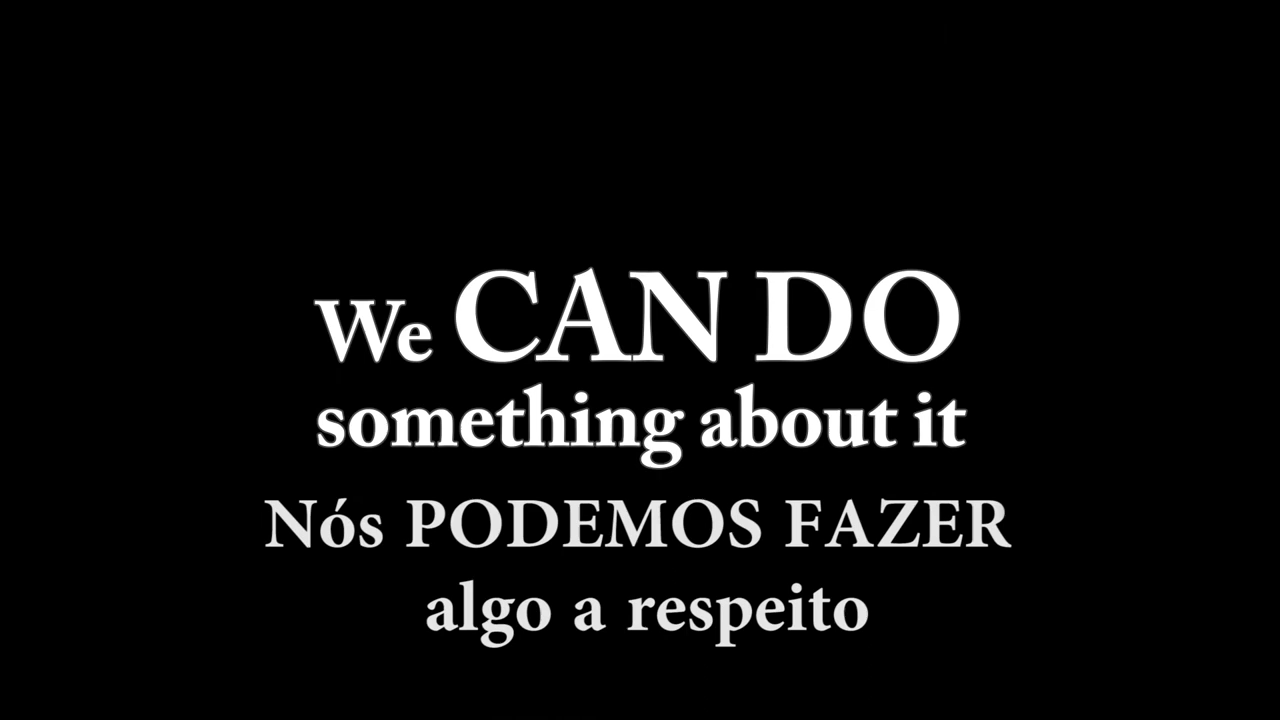 We CAN DO
something about it
Nós PODEMOS FAZER
algo a respeito